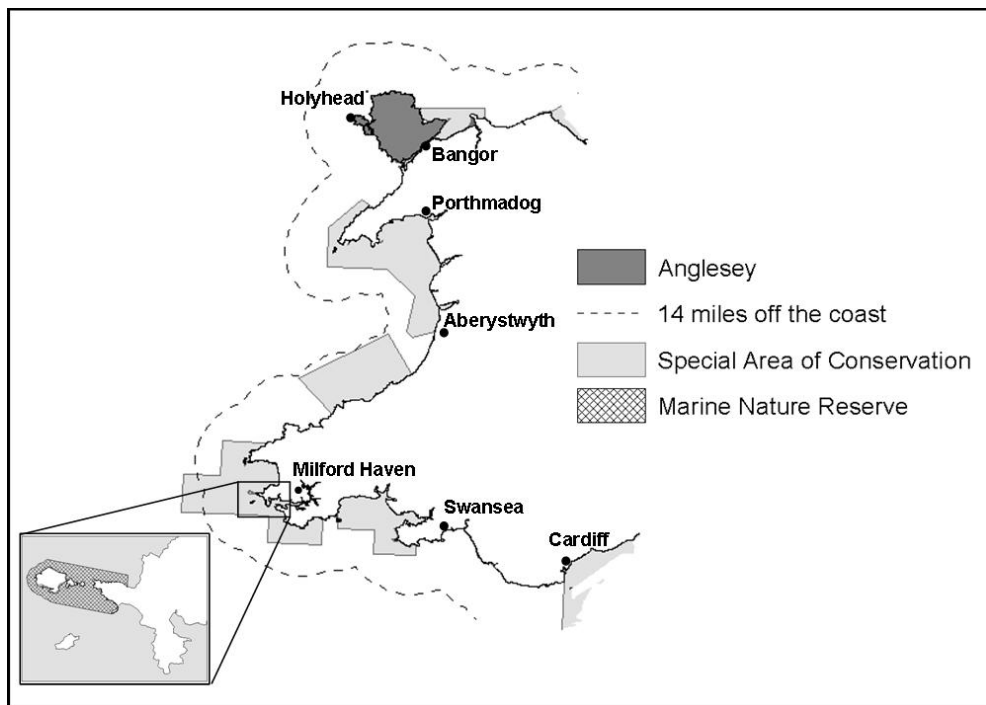 Holyhead
Bangor
Porthmadog
Anglesey
14 miles off the coast
Aberystwyth
Special Area of Conservation
Marine Nature Reserve
Milford Haven
Swansea
Cardiff